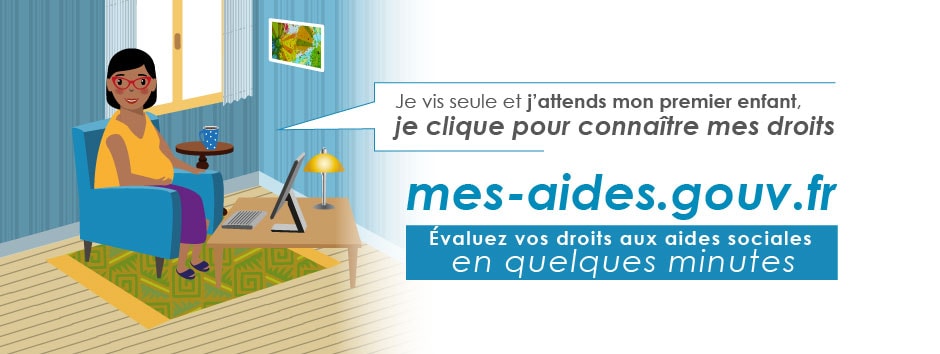 Je vis seule et j'attends mon premier enfant,
je clique pour connaître mes droits
mes-aides.gouv.fr
Évaluez vos droits aux aides sociales
en quelques minutes